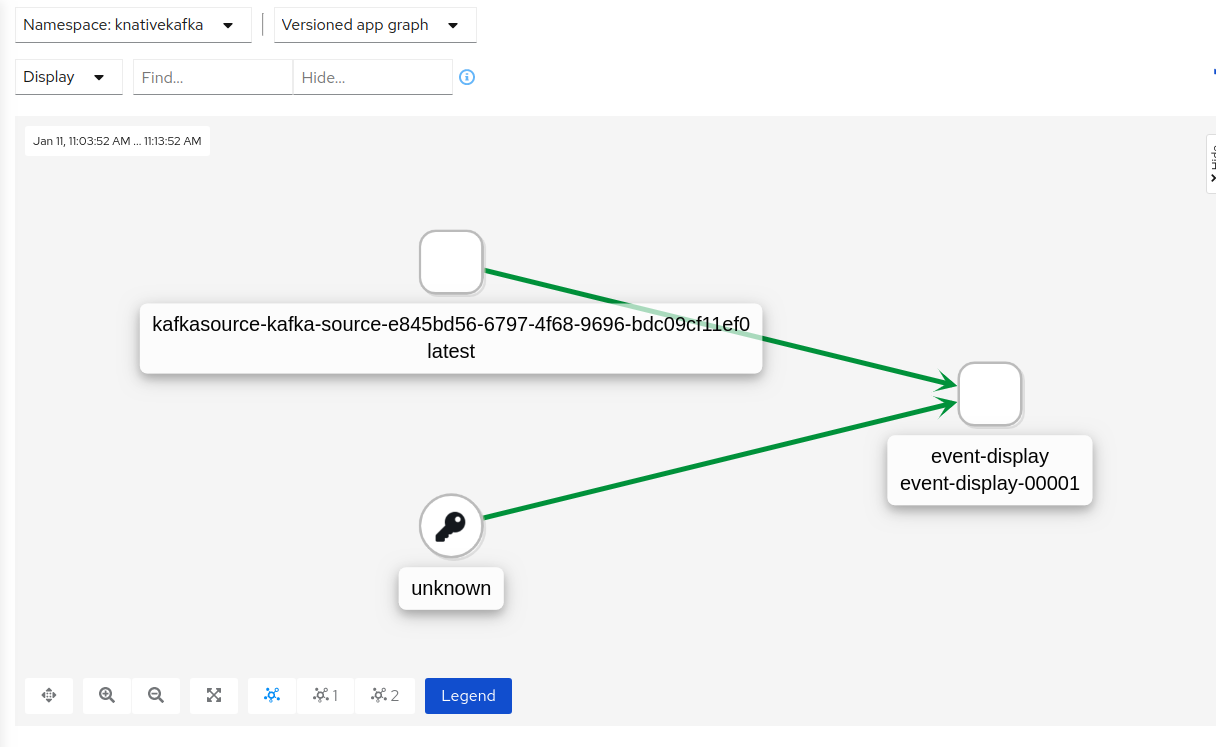 Namespace: knativekafka
Versioned app graph
Display
Find...
Hide...
Jan 11, 11:03:52 AM ... 11:13:52 AM
Hide
kafkasource-kafka-source-e845bd56-6797-4f68-9696-bdc09cf11ef0
latest
event-display
event-display-00001
unknown
1
2
Legend